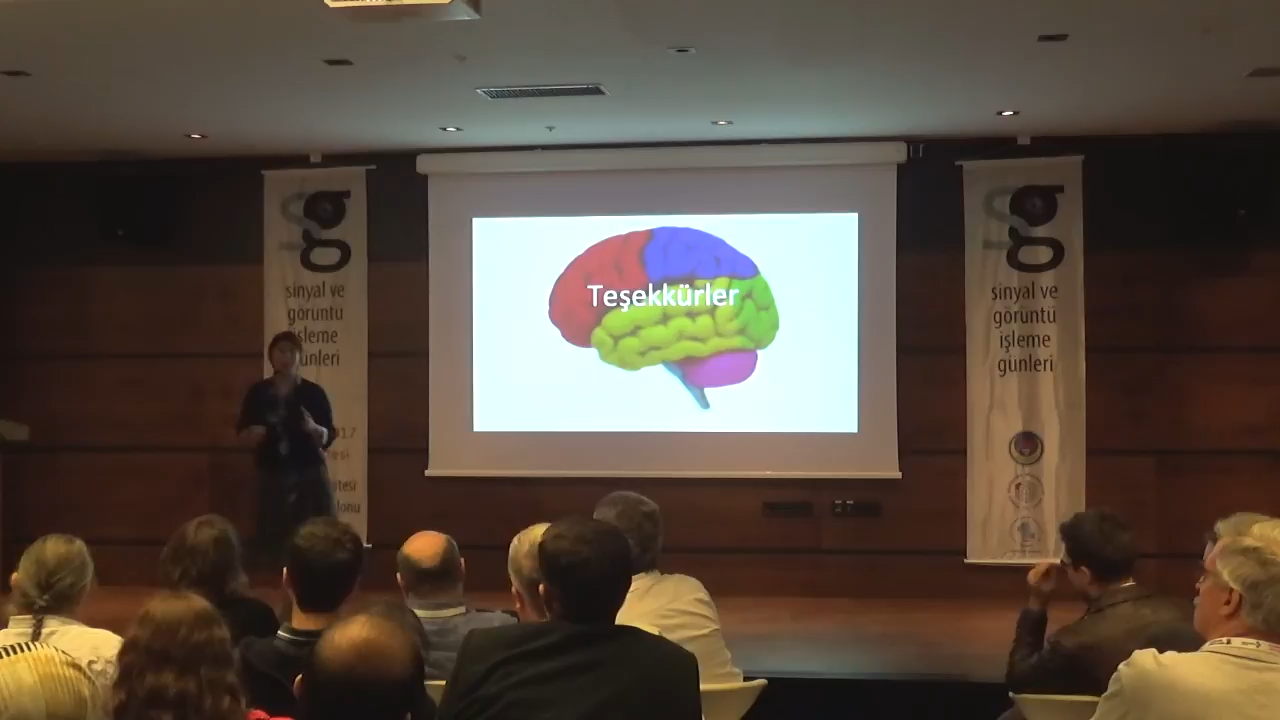 sinyal ve
görüntü
işleme
günleri
Teşekkürler
sinyal ve
görüntü
işleme
günleri